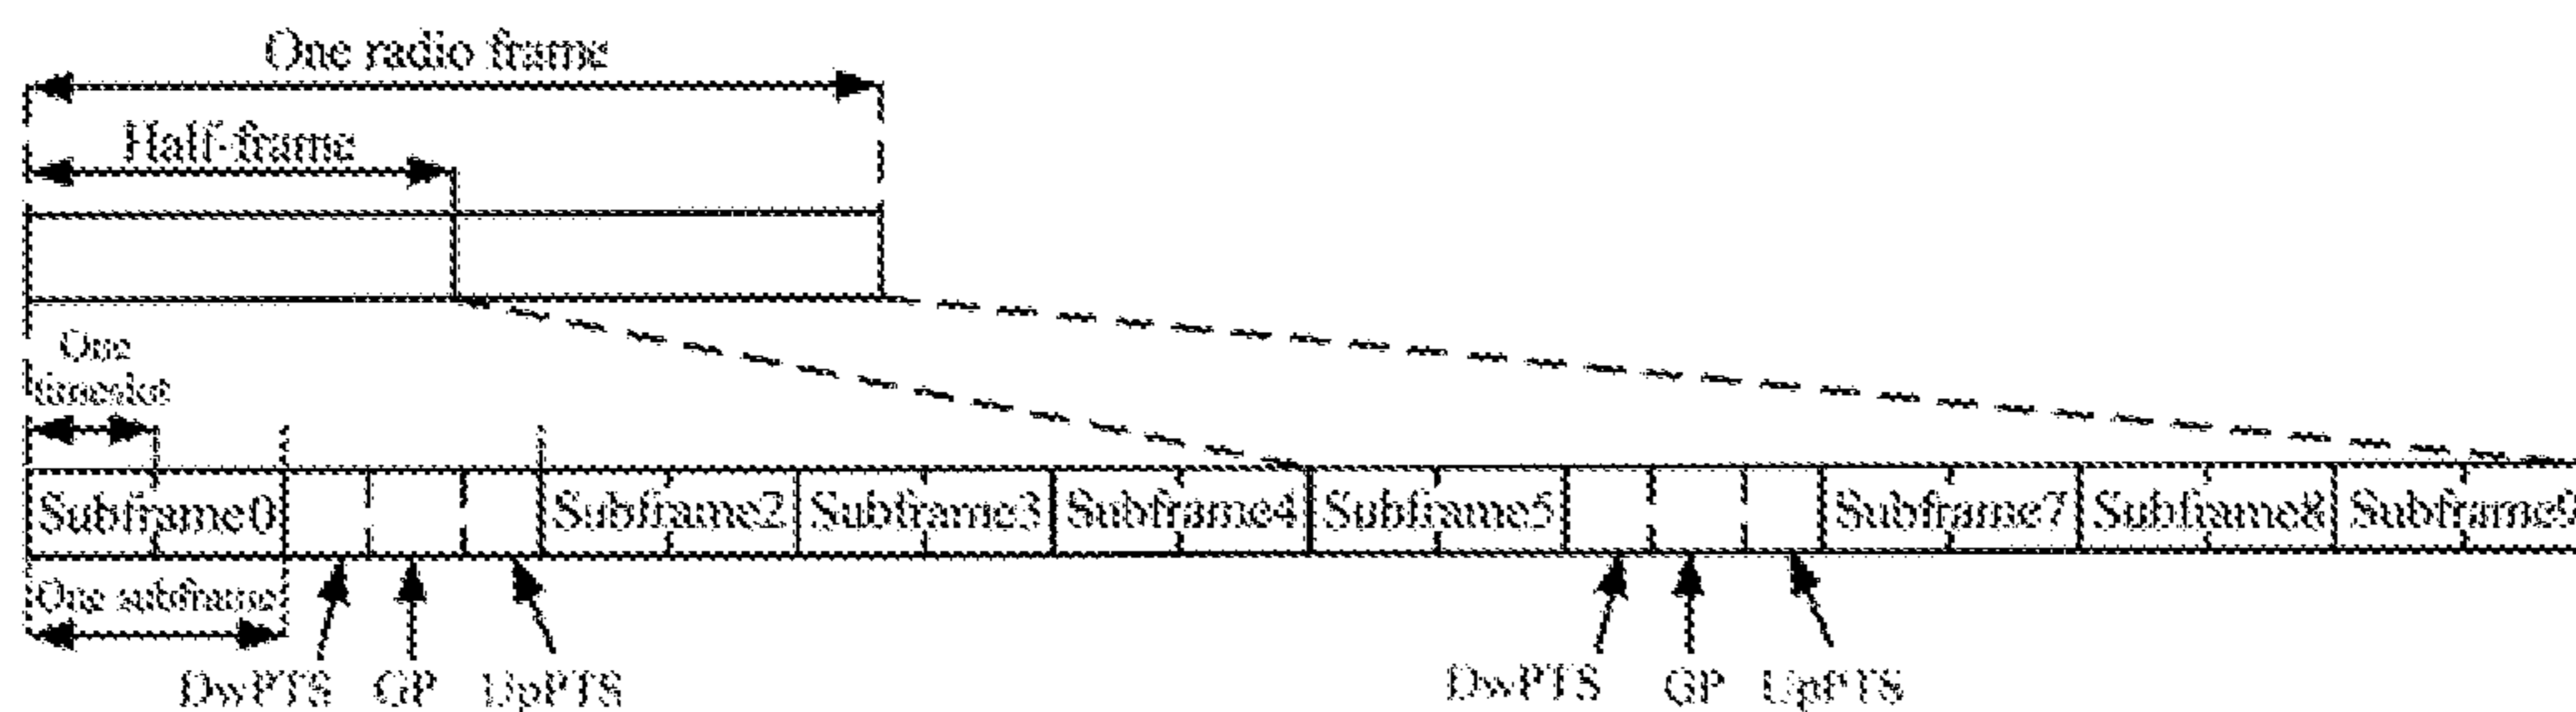 One radio frame
Half-frame
One
timeslot
Subframe0 Subframe2 Subframe3 Subframe4 Subframe5 Subframe7 Subframe8 Subframe9
One subframe
DwPTS GP UpPTS DwPTS GP UpPTS